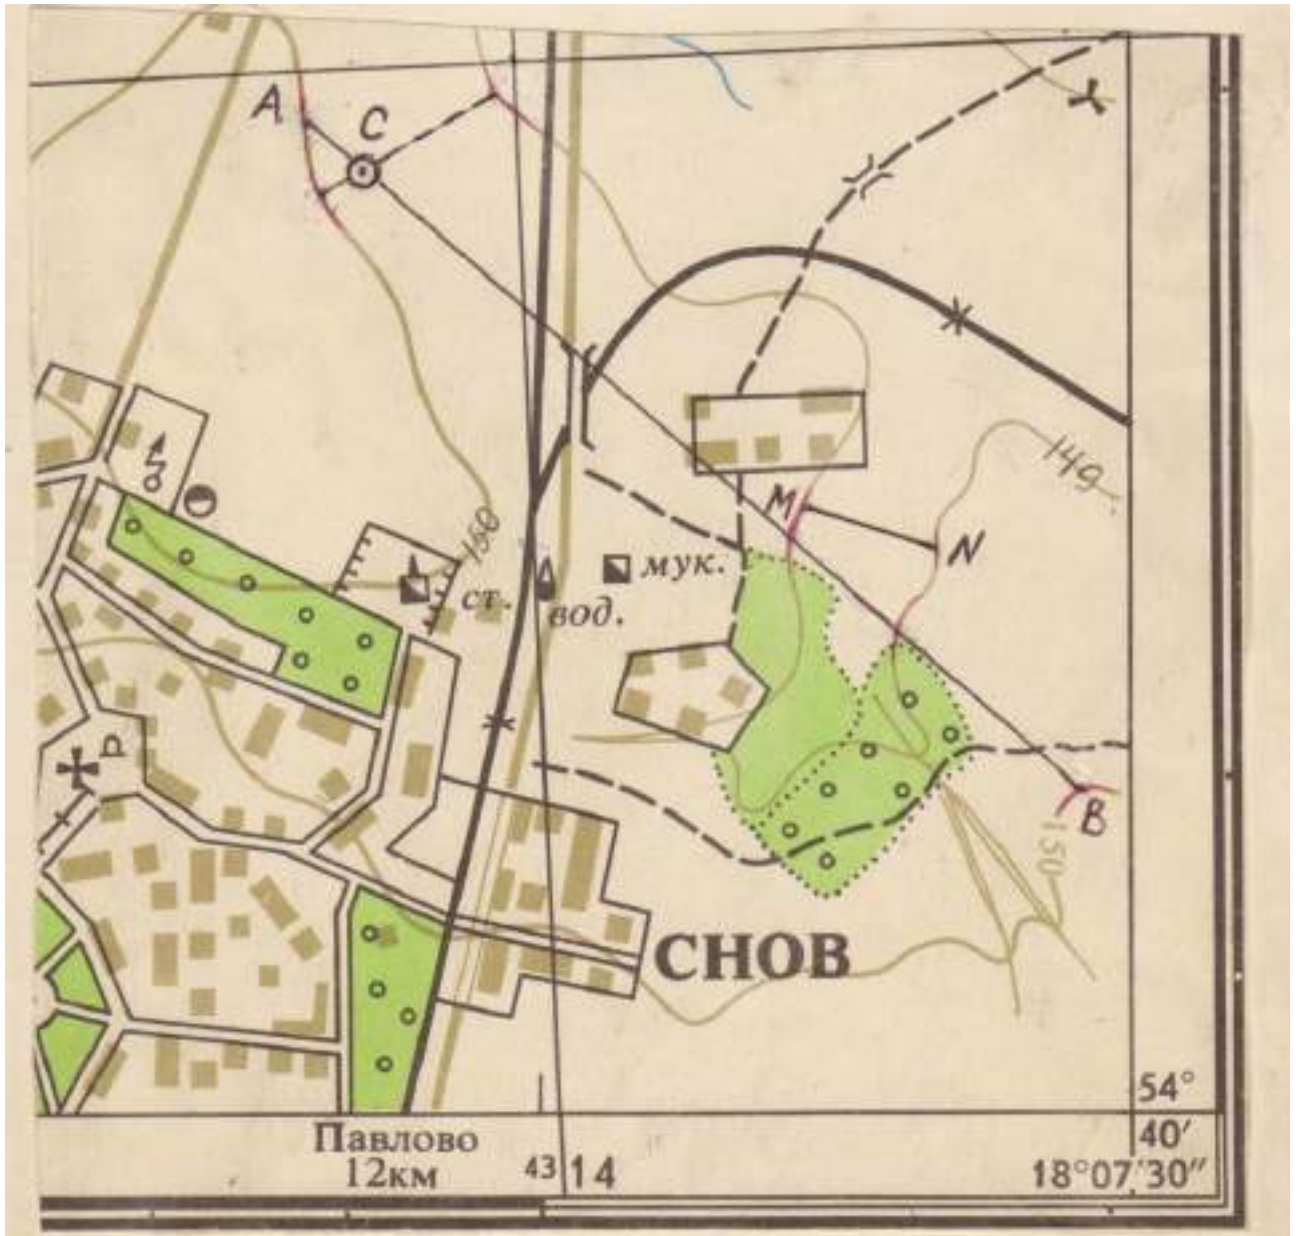 А
С
149
М
N
150
мук.
ст.
вод.
р
В
150
СНОВ
54°
40'
Павлово
12км
43 14
18°07'30"